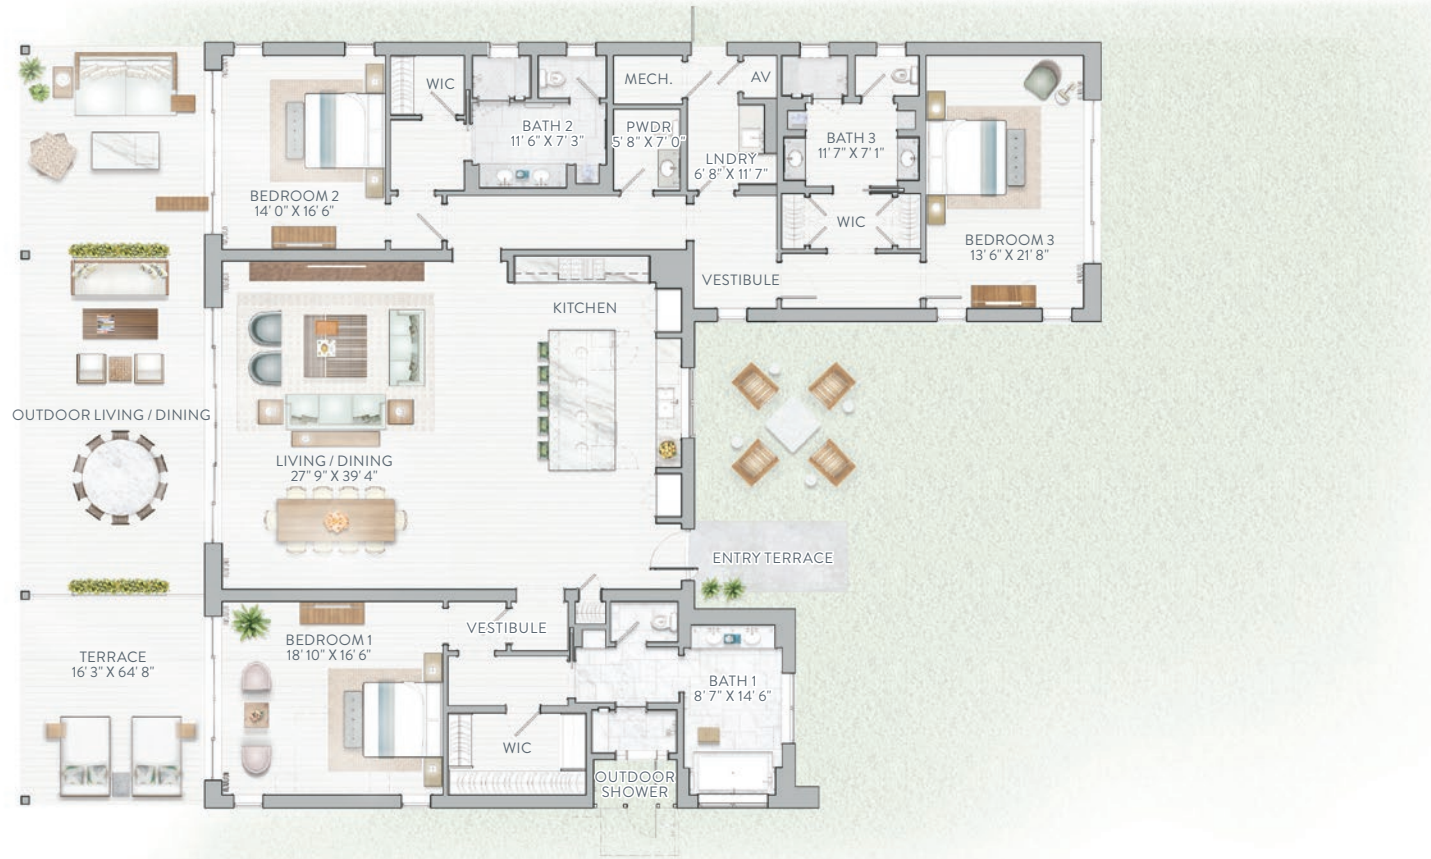 WIC
MECH.
AV
BATH 2
11' 6" X 7' 3"
PWDR
5' 8" X 7' 0"
BATH 3
11' 7" X 7' 1"
LNDRY
6' 8" X 11' 7"
BEDROOM 2
14' 0" X 16' 6"
WIC
BEDROOM 3
13' 6" X 21' 8"
VESTIBULE
KITCHEN
OUTDOOR LIVING / DINING
LIVING / DINING
27" 9" X 39' 4"
ENTRY TERRACE
VESTIBULE
BEDROOM 1
18' 10" X 16' 6"
TERRACE
16' 3" X 64' 8"
BATH 1
8' 7" X 14' 6"
WIC
OUTDOOR
SHOWER